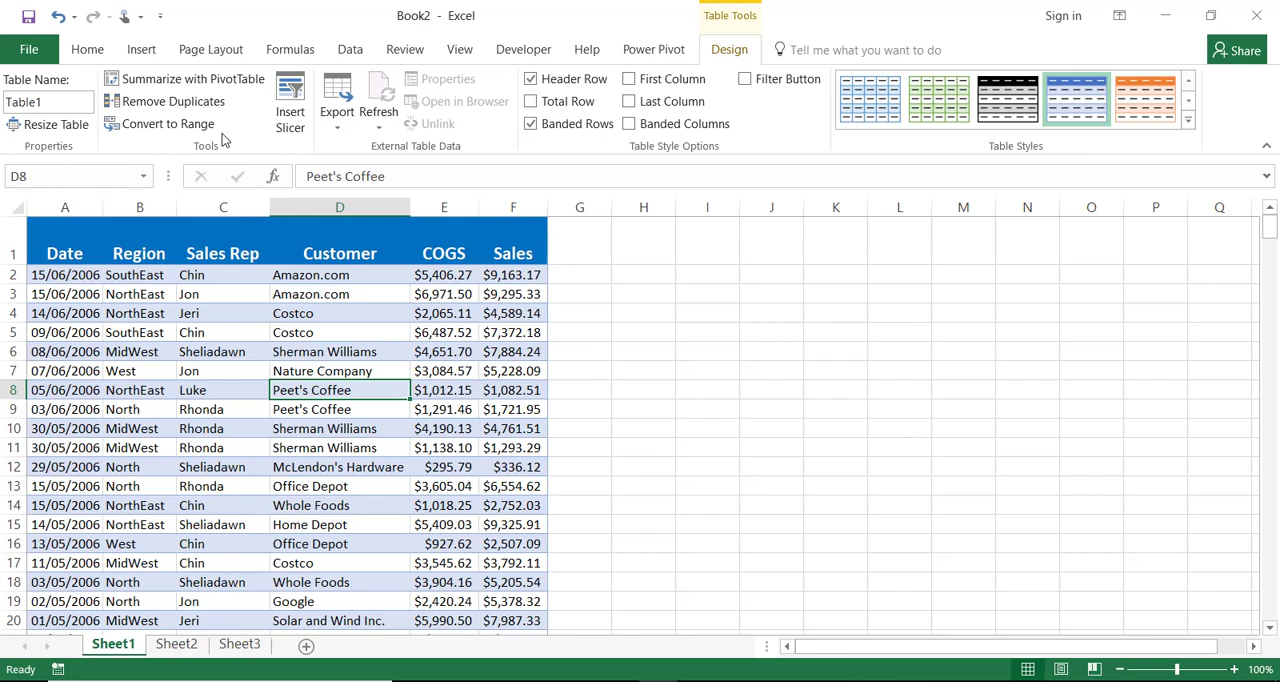 Book2 - Excel
Table Tools
Sign in
File Home Insert Page Layout Formulas Data Review View Developer Help Power Pivot Design Tell me what you want to do Share
Table Name: Summarize with PivotTable Properties Header Row First Column Filter Button
Table1 Remove Duplicates Insert Slicer Export Refresh Open in Browser Total Row Last Column
Resize Table Convert to Range Unlink Banded Rows Banded Columns
Properties Tools External Table Data Table Style Options Table Styles
D8 fx Peet's Coffee
A B C D E F G H I J K L M N O P Q
1 Date Region Sales Rep Customer COGS Sales
2 15/06/2006 SouthEast Chin Amazon.com $5,406.27 $9,163.17
3 15/06/2006 NorthEast Jon Amazon.com $6,971.50 $9,295.33
4 14/06/2006 NorthEast Jeri Costco $2,065.11 $4,589.14
5 09/06/2006 SouthEast Chin Costco $6,487.52 $7,372.18
6 08/06/2006 MidWest Sheliadawn Sherman Williams $4,651.70 $7,884.24
7 07/06/2006 West Jon Nature Company $3,084.57 $5,228.09
8 05/06/2006 NorthEast Luke Peet's Coffee $1,012.15 $1,082.51
9 03/06/2006 North Rhonda Peet's Coffee $1,291.46 $1,721.95
10 30/05/2006 MidWest Rhonda Sherman Williams $4,190.13 $4,761.51
11 30/05/2006 MidWest Rhonda Sherman Williams $1,138.10 $1,293.29
12 29/05/2006 North Sheliadawn McLendon's Hardware $295.79 $336.12
13 15/05/2006 North Rhonda Office Depot $3,605.04 $6,554.62
14 15/05/2006 NorthEast Chin Whole Foods $1,018.25 $2,752.03
15 14/05/2006 NorthEast Sheliadawn Home Depot $5,409.03 $9,325.91
16 13/05/2006 West Chin Office Depot $927.62 $2,507.09
17 11/05/2006 MidWest Chin Costco $3,545.62 $3,792.11
18 03/05/2006 North Sheliadawn Whole Foods $3,904.16 $5,205.54
19 02/05/2006 North Jon Google $2,420.24 $5,378.32
20 01/05/2006 MidWest Jeri Solar and Wind Inc. $5,990.50 $7,987.33
Sheet1 Sheet2 Sheet3
Ready 100%